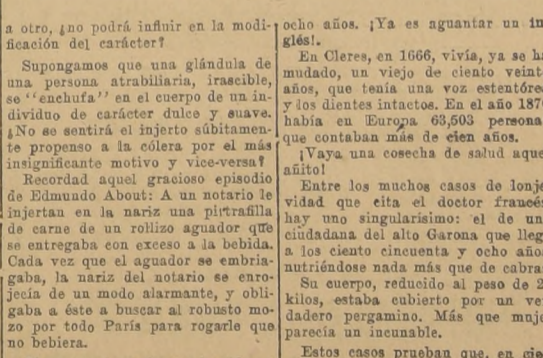 a otro, ¿no podrá influir en la modi-
ficación del carácter?
Supongamos que una glándula de
una persona atrabiliaria, irascible,
se "enchufa" en el cuerpo de un in-
dividuo de carácter dulce y suave.
¿No se sentirá el injerto súbitamen-
te propenso a la cólera por el más
insignificante motivo y vice-versa?
Recordad aquel gracioso episodio
de Edmundo About: A un notario le
injertan en la nariz una piltrafilla
de carne de un rollizo aguador que
se entregaba con exceso a la bebida.
Cada vez que el aguador se embria-
gaba, la nariz del notario se enro-
jecía de un modo alarmante, y obli-
gaba a éste a buscar al robusto mo-
zo por todo París para rogarle que
no bebiera.
ocho años. ¡Ya es aguantar un in
glés!.
En Cleres, en 1666, vivía, ya se h
mudado, un viejo de ciento veint
años, que tenía una voz estentóre
y los dientes intactos. En el año 187
había en Europa 63,503 persona
que contaban más de cien años.
¡Vaya una cosecha de salud aque
añito!
Entre los muchos casos de lonje
vidad que cita el doctor francé
hay uno singularísimo: el de un
ciudadana del alto Garona que lleg
a los ciento cincuenta y ocho año
nutriéndose nada más que de cabra
Su cuerpo, reducido al peso de 2
kilos, estaba cubierto por un ve
dadero pergamino. Más que muje
parecía un incunable.
Estos casos prueban que, en